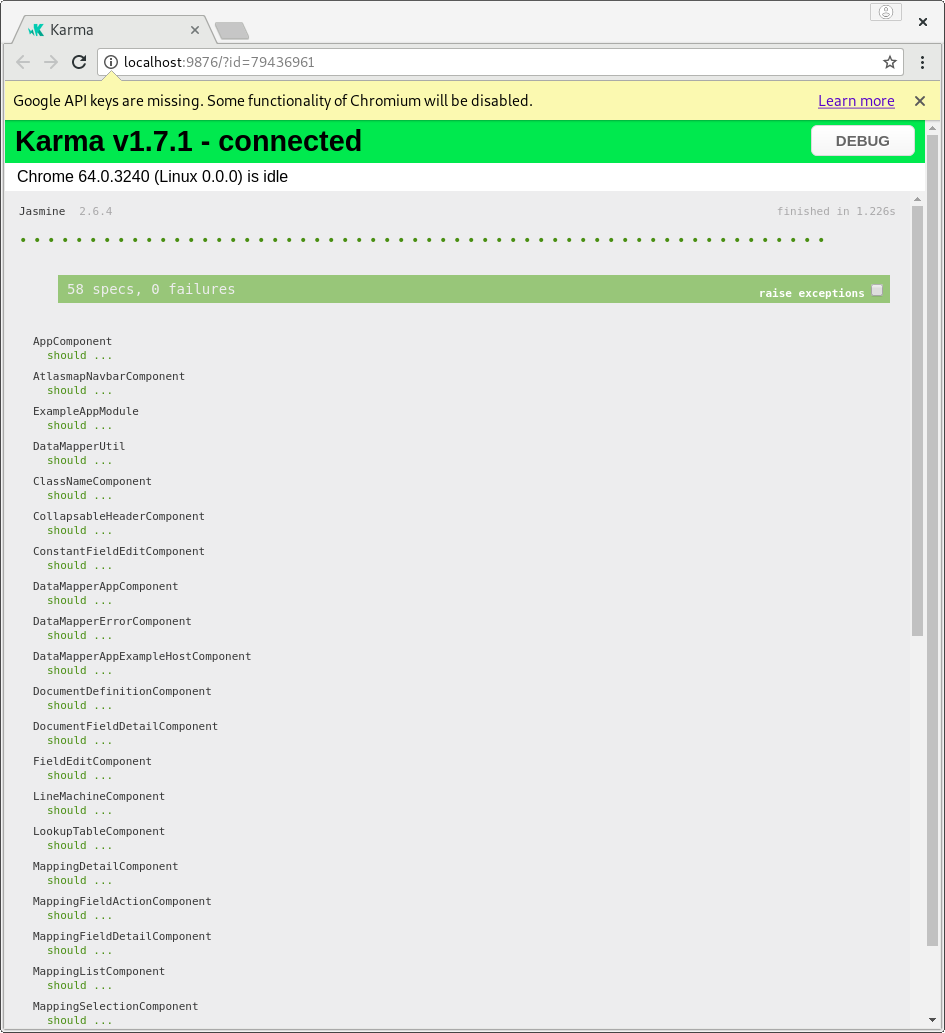 Karma
localhost:9876/?id=79436961
Google API keys are missing. Some functionality of Chromium will be disabled. Learn more
Karma v1.7.1 - connected DEBUG
Chrome 64.0.3240 (Linux 0.0.0) is idle
Jasmine 2.6.4 finished in 1.226s
58 specs, 0 failures raise exceptions
AppComponent
should ...
AtlasmapNavbarComponent
should ...
ExampleAppModule
should ...
DataMapperUtil
should ...
ClassNameComponent
should ...
CollapsableHeaderComponent
should ...
ConstantFieldEditComponent
should ...
DataMapperAppComponent
should ...
DataMapperErrorComponent
should ...
DataMapperAppExampleHostComponent
should ...
DocumentDefinitionComponent
should ...
DocumentFieldDetailComponent
should ...
FieldEditComponent
should ...
LineMachineComponent
should ...
LookupTableComponent
should ...
MappingDetailComponent
should ...
MappingFieldActionComponent
should ...
MappingFieldDetailComponent
should ...
MappingListComponent
should ...
MappingSelectionComponent
should ...